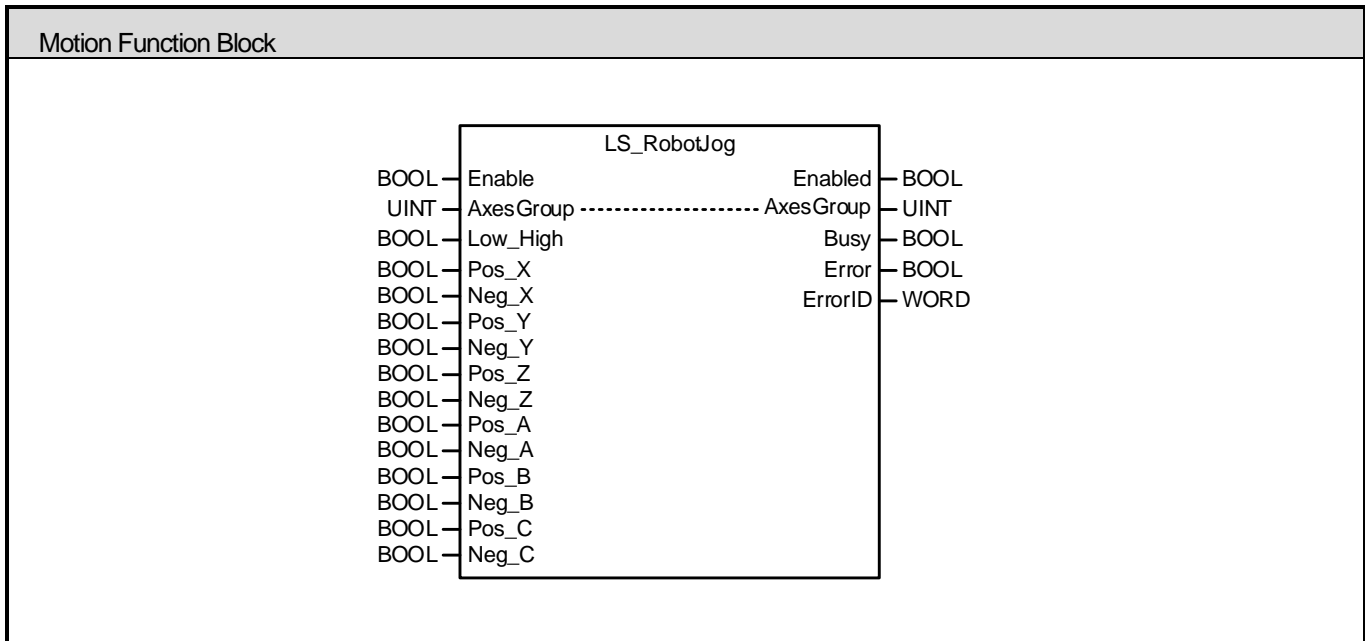 Motion Function Block
LS_RobotJog
BOOL Enable Enabled BOOL
UINT AxesGroup AxesGroup UINT
BOOL Low_High Busy BOOL
BOOL Pos_X Error BOOL
BOOL Neg_X ErrorID WORD
BOOL Pos_Y
BOOL Neg_Y
BOOL Pos_Z
BOOL Neg_Z
BOOL Pos_A
BOOL Neg_A
BOOL Pos_B
BOOL Neg_B
BOOL Pos_C
BOOL Neg_C